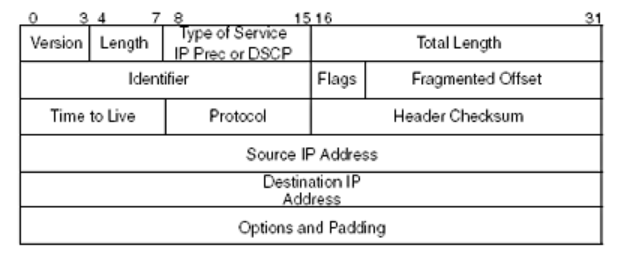 0 3 4 7 8 15 16 31
Version Length Type of Service Total Length
IP Prec or DSCP
Identifier Flags Fragmented Offset
Time to Live Protocol Header Checksum
Source IP Address
Destination IP
Address
Options and Padding